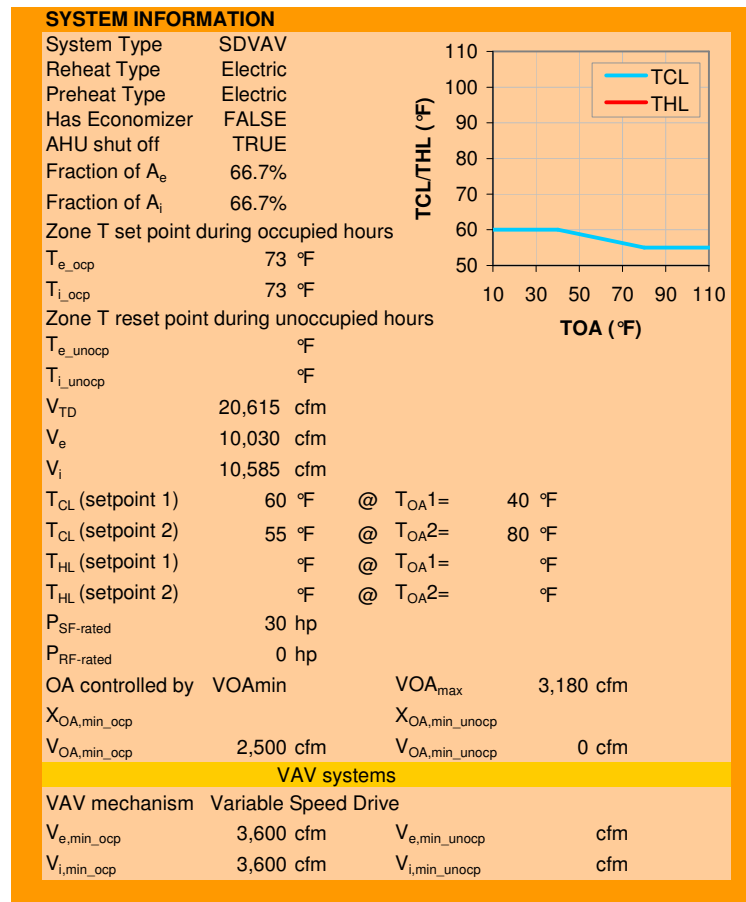 SYSTEM INFORMATION
System Type SDVAV
Reheat Type Electric
Preheat Type Electric
Has Economizer FALSE
AHU shut off TRUE
Fraction of Ae 66.7%
Fraction of Ai 66.7%
110
100
90
80
70
60
50
TCL/THL (°F)
TCL
THL
10 30 50 70 90 110
TOA (°F)
Zone T set point during occupied hours
Te_ocp 73 °F
Ti_ocp 73 °F
Zone T reset point during unoccupied hours
Te_unocp °F
Ti_unocp °F
VTD 20,615 cfm
Ve 10,030 cfm
Vi 10,585 cfm
TCL (setpoint 1) 60 °F @ TOA1= 40 °F
TCL (setpoint 2) 55 °F @ TOA2= 80 °F
THL (setpoint 1) °F @ TOA1= °F
THL (setpoint 2) °F @ TOA2= °F
PSF-rated 30 hp
PRF-rated 0 hp
OA controlled by VOAmin VOAmax 3,180 cfm
XOA,min_ocp XOA,min_unocp
VOA,min_ocp 2,500 cfm VOA,min_unocp 0 cfm
VAV systems
VAV mechanism Variable Speed Drive
Ve,min_ocp 3,600 cfm Ve,min_unocp cfm
Vi,min_ocp 3,600 cfm Vi,min_unocp cfm